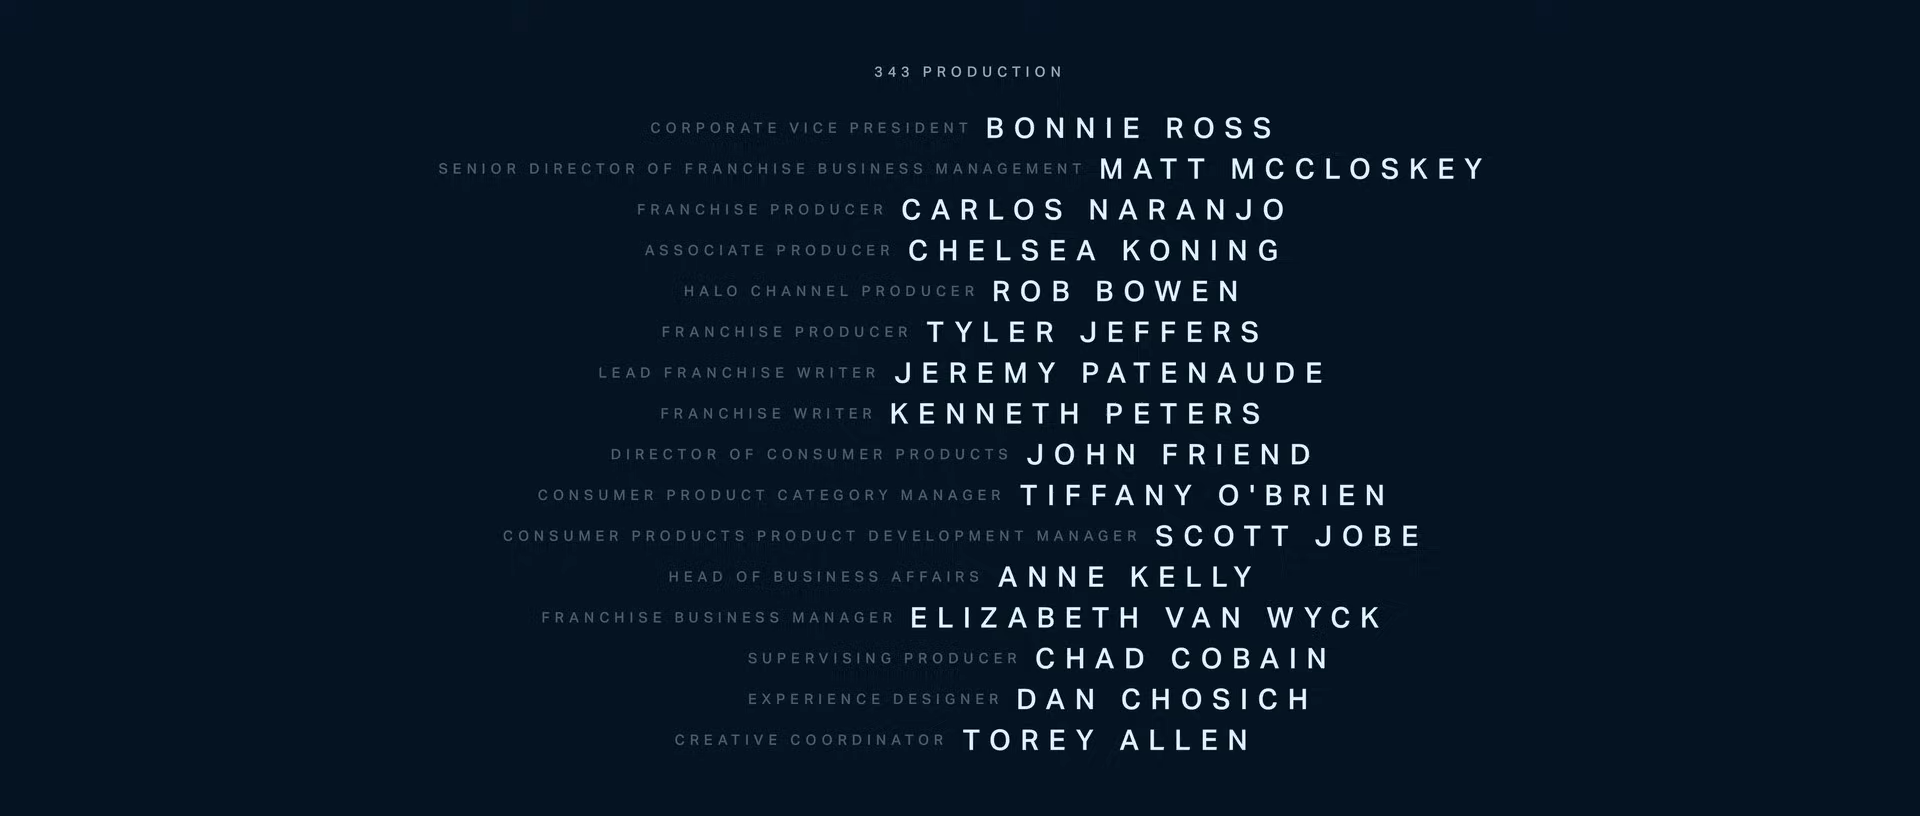 343 PRODUCTION
CORPORATE VICE PRESIDENT BONNIE ROSS
SENIOR DIRECTOR OF FRANCHISE BUSINESS MANAGEMENT MATT MCCLOSKEY
FRANCHISE PRODUCER CARLOS NARANJO
ASSOCIATE PRODUCER CHELSEA KONING
HALO CHANNEL PRODUCER ROB BOWEN
FRANCHISE PRODUCER TYLER JEFFERS
LEAD FRANCHISE WRITER JEREMY PATENAUDE
FRANCHISE WRITER KENNETH PETERS
DIRECTOR OF CONSUMER PRODUCTS JOHN FRIEND
CONSUMER PRODUCT CATEGORY MANAGER TIFFANY O'BRIEN
CONSUMER PRODUCTS PRODUCT DEVELOPMENT MANAGER SCOTT JOBE
HEAD OF BUSINESS AFFAIRS ANNE KELLY
FRANCHISE BUSINESS MANAGER ELIZABETH VAN WYCK
SUPERVISING PRODUCER CHAD COBAIN
EXPERIENCE DESIGNER DAN CHOSICH
CREATIVE COORDINATOR TOREY ALLEN